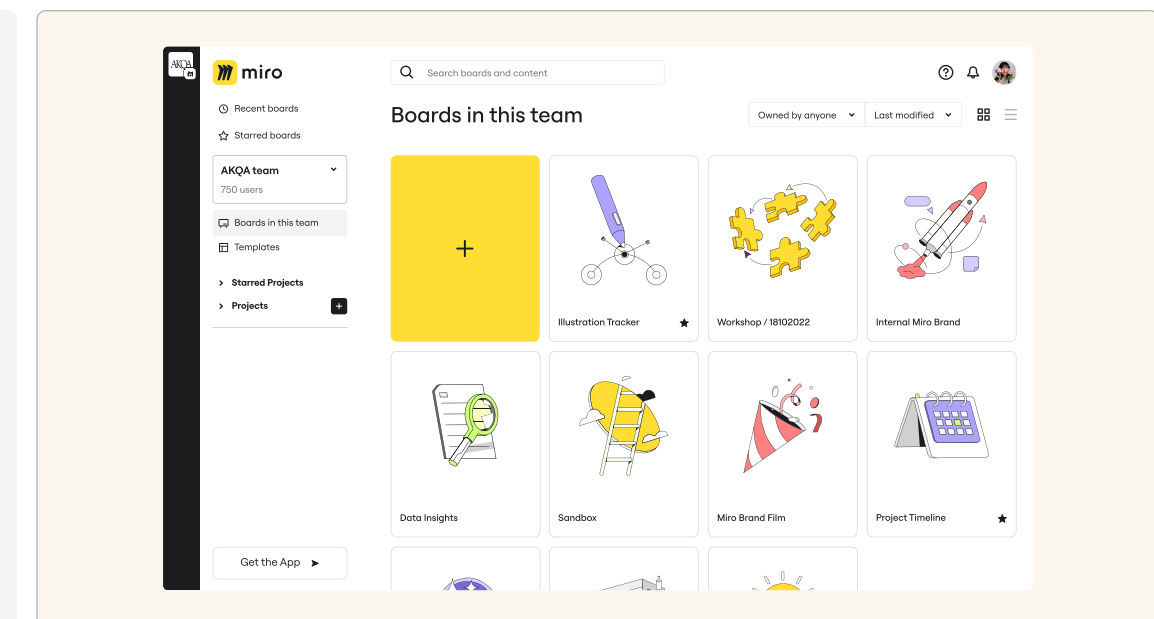 AKQA
miro
Search boards and content
Recent boards
Starred boards
AKQA team
750 users
Boards in this team
Templates
Starred Projects
Projects
Get the App
Boards in this team
Owned by anyone
Last modified
Illustration Tracker
Workshop / 18102022
Internal Miro Brand
Data Insights
Sandbox
Miro Brand Film
Project Timeline